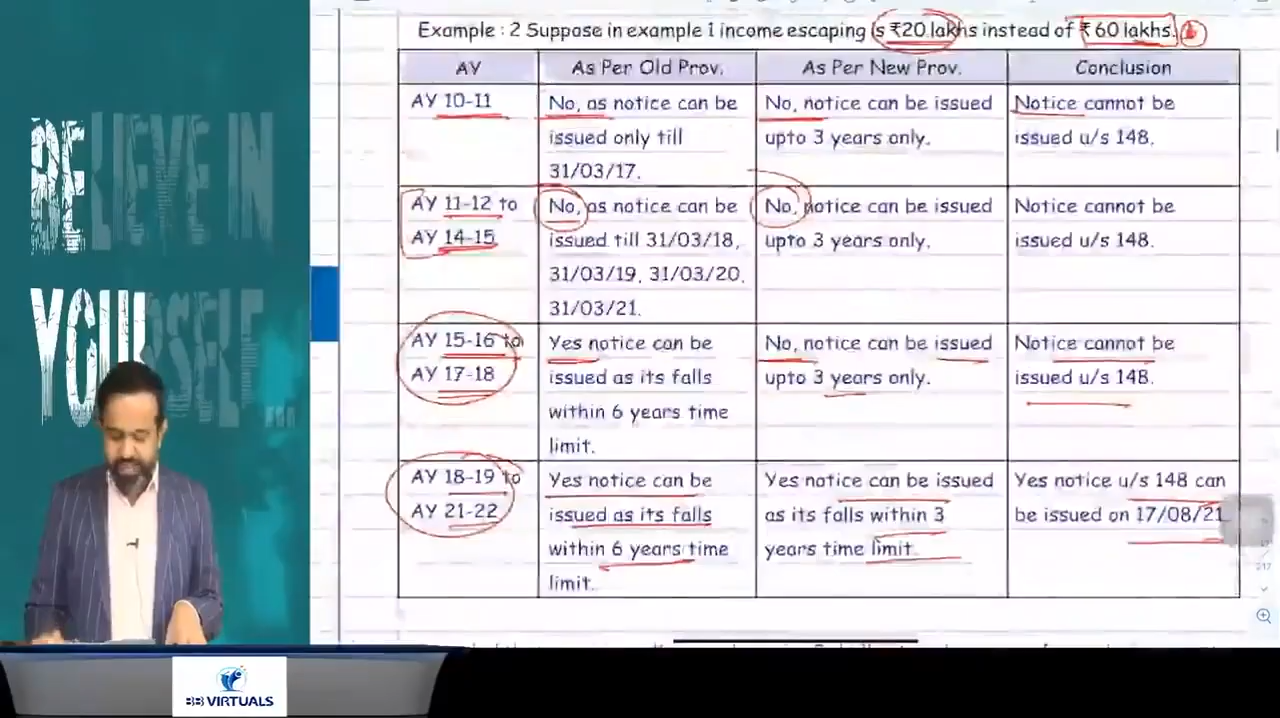 BELIEVE IN
YOURSELF...
BB VIRTUALS
Example : 2 Suppose in example 1 income escaping is ₹20 lakhs instead of ₹60 lakhs.
AY
As Per Old Prov.
As Per New Prov.
Conclusion
AY 10-11
No, as notice can be
issued only till
31/03/17.
No, notice can be issued
upto 3 years only.
Notice cannot be
issued u/s 148.
AY 11-12 to
AY 14-15
No, as notice can be
issued till 31/03/18,
31/03/19, 31/03/20,
31/03/21.
No, notice can be issued
upto 3 years only.
Notice cannot be
issued u/s 148.
AY 15-16 to
AY 17-18
Yes notice can be
issued as its falls
within 6 years time
limit.
No, notice can be issued
upto 3 years only.
Notice cannot be
issued u/s 148.
AY 18-19 to
AY 21-22
Yes notice can be
issued as its falls
within 6 years time
limit.
Yes notice can be issued
as its falls within 3
years time limit.
Yes notice u/s 148 can
be issued on 17/08/21